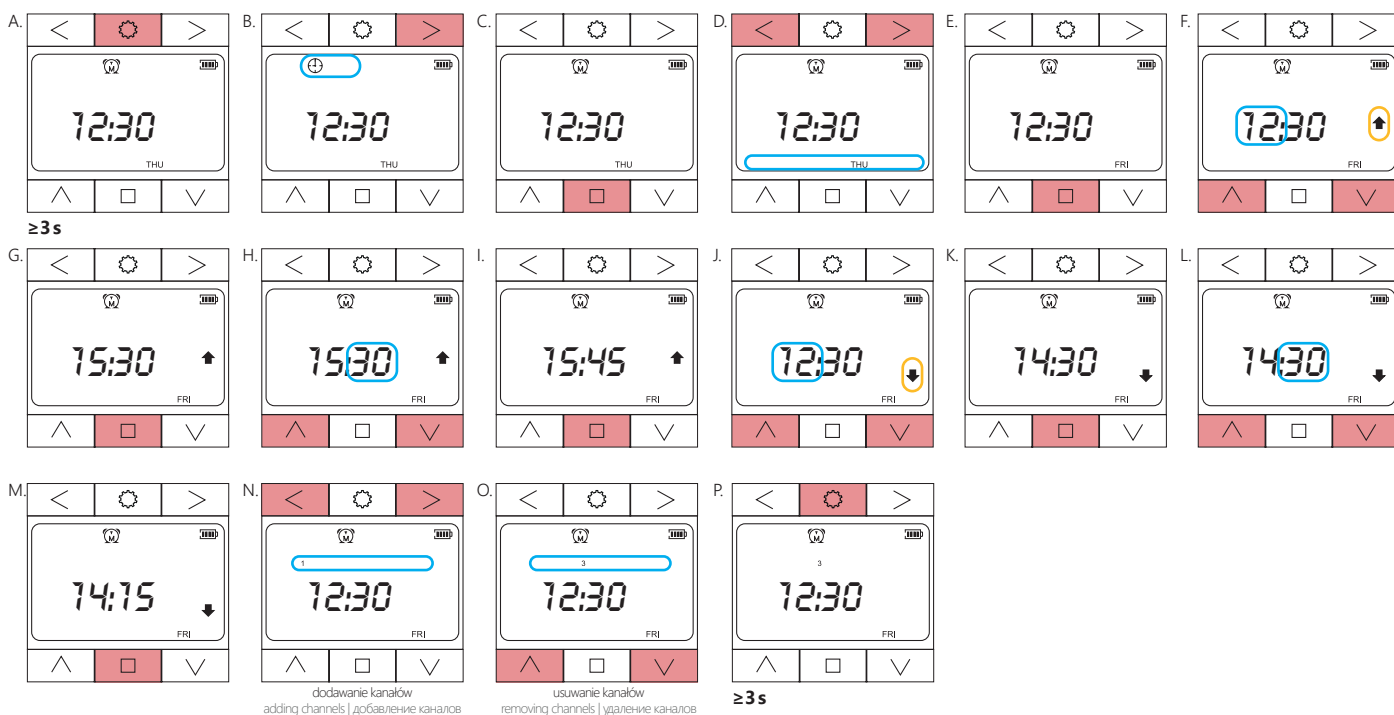 A. B. C. D. E. F.
M M M M M
12:30 12:30 12:30 12:30 12:30 12:30
THU THU THU THU FRI FRI
≥3s
G. H. I. J. K. L.
M M M M M M
15:30 15:30 15:45 12:30 14:30 14:30
FRI FRI FRI FRI FRI FRI
M. N. O. P.
M M M M
1 3 3
14:15 12:30 12:30 12:30
FRI FRI FRI FRI
dodawanie kanałów usuwanie kanałów ≥3s
adding channels | добавление каналов removing channels | удаление каналов